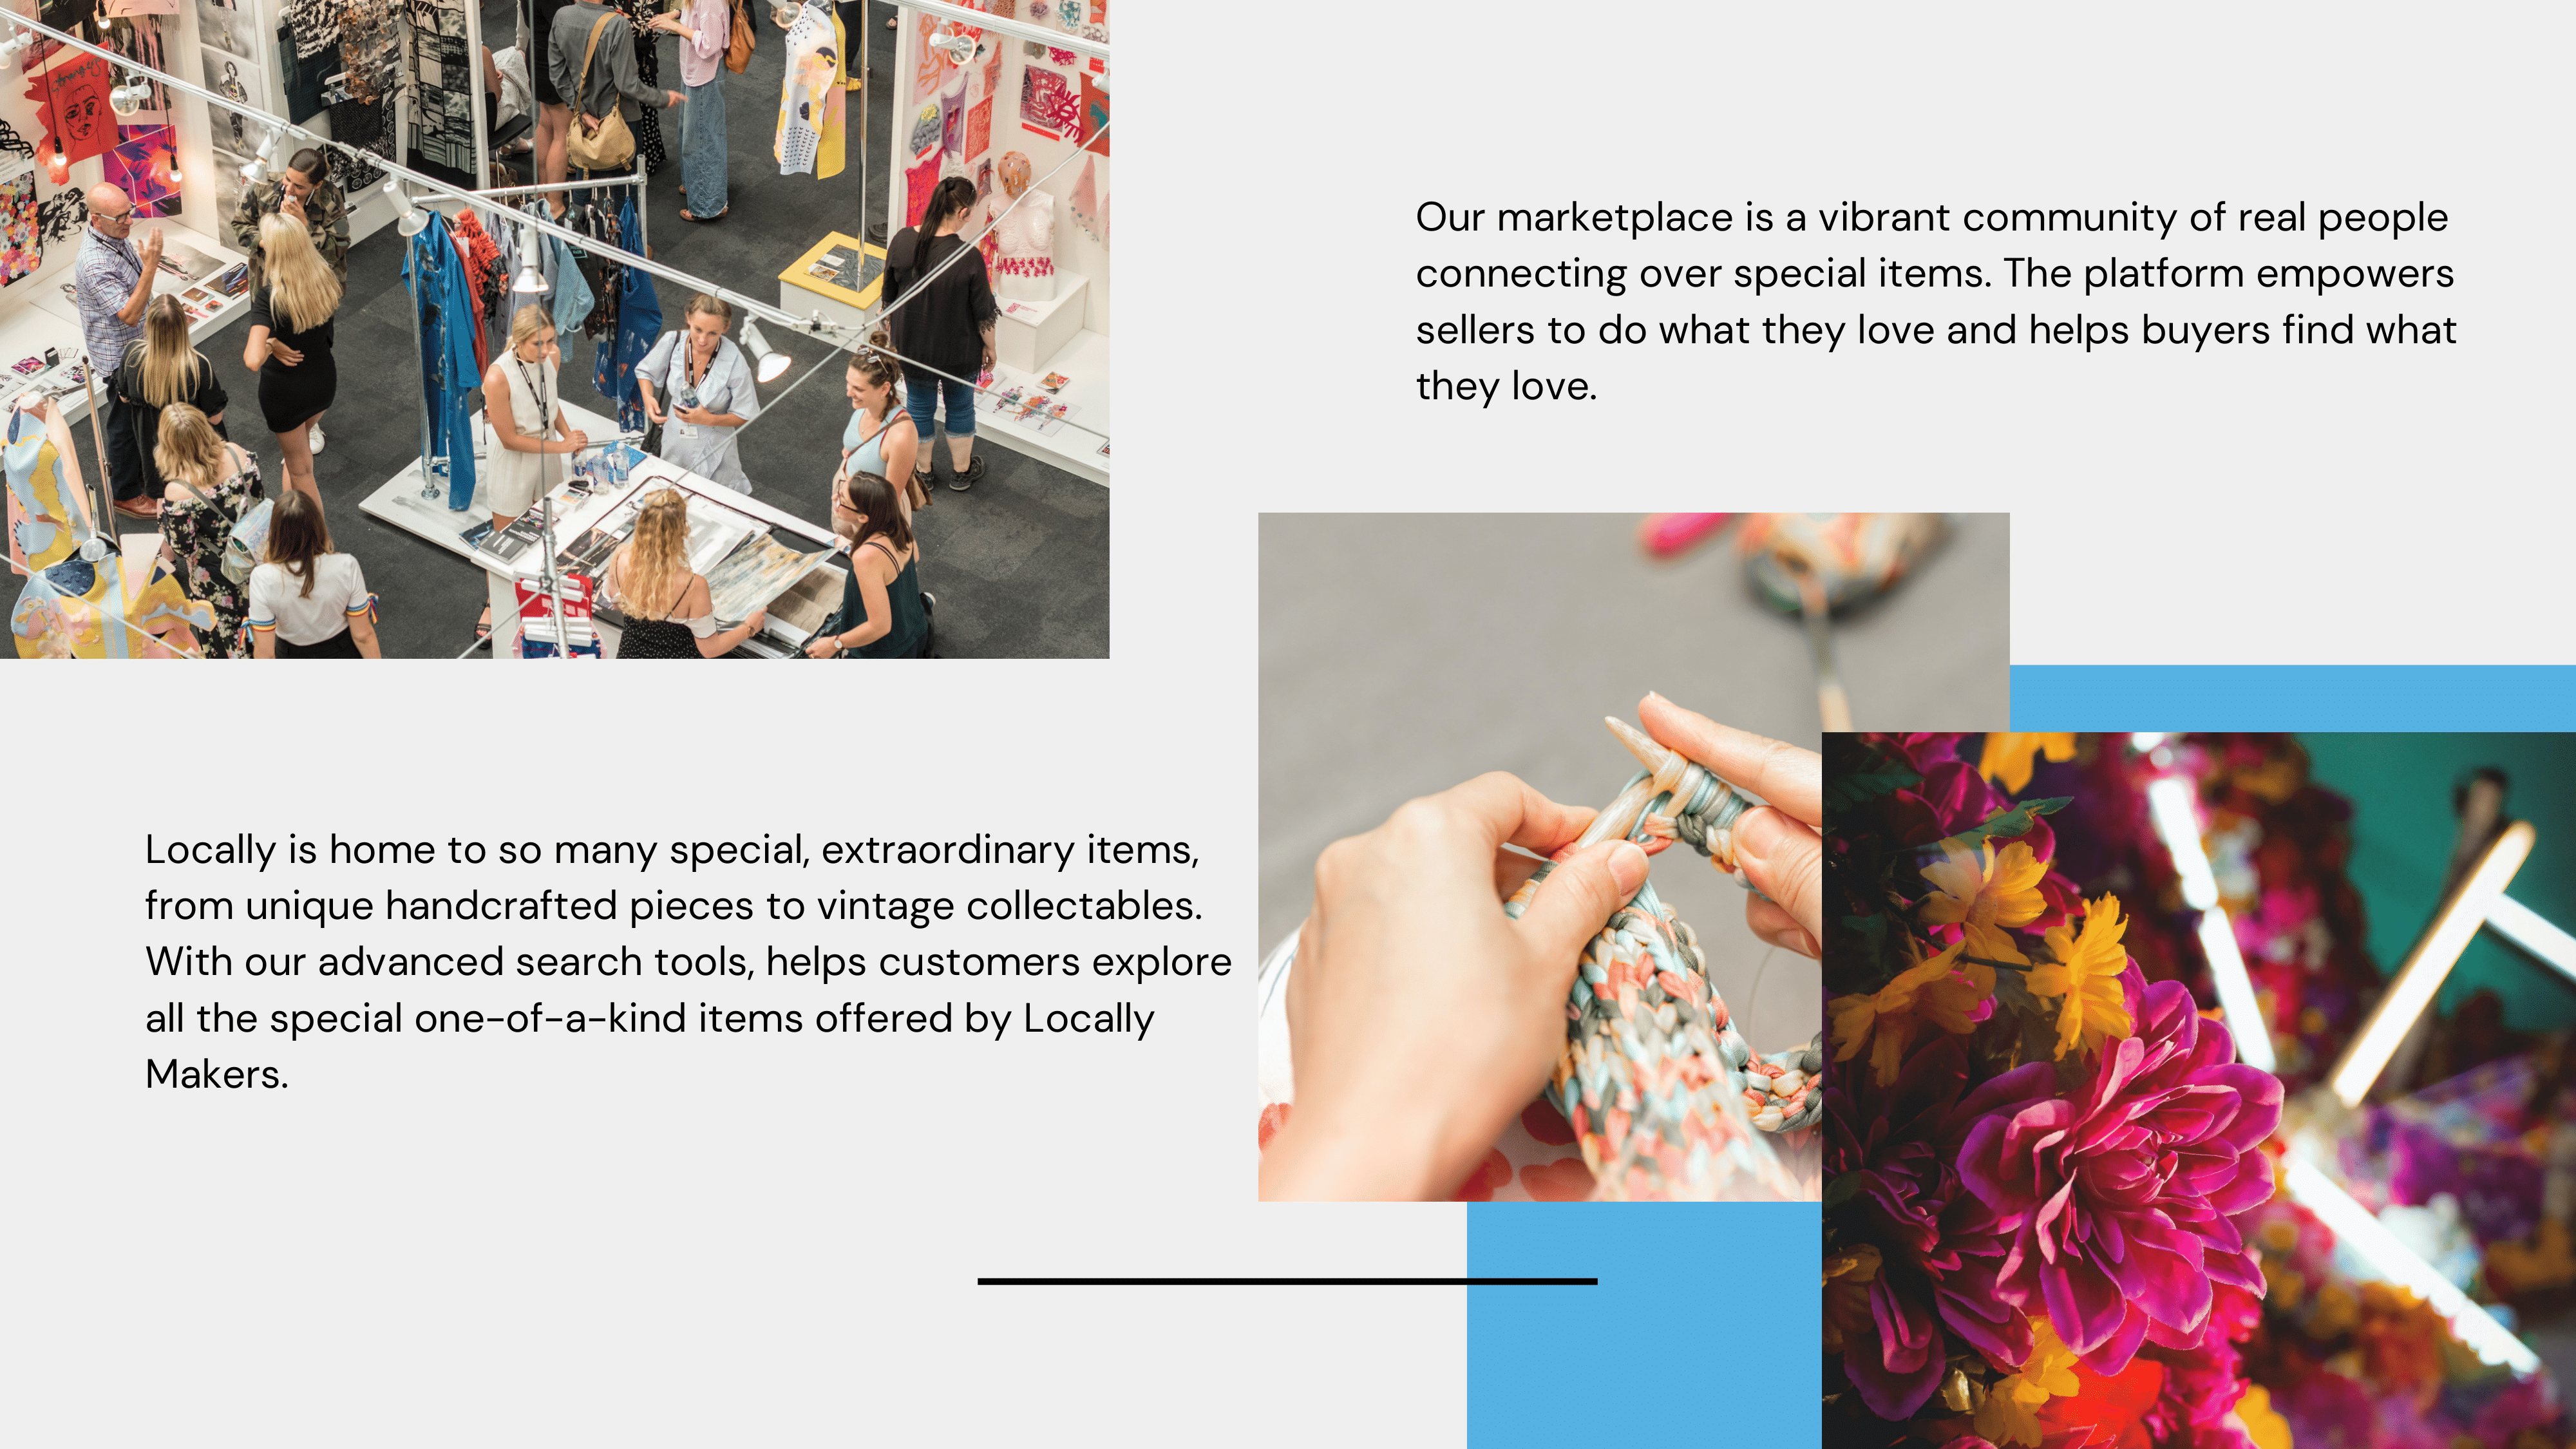 Our marketplace is a vibrant community of real people
connecting over special items. The platform empowers
sellers to do what they love and helps buyers find what
they love.
Locally is home to so many special, extraordinary items,
from unique handcrafted pieces to vintage collectables.
With our advanced search tools, helps customers explore
all the special one-of-a-kind items offered by Locally
Makers.